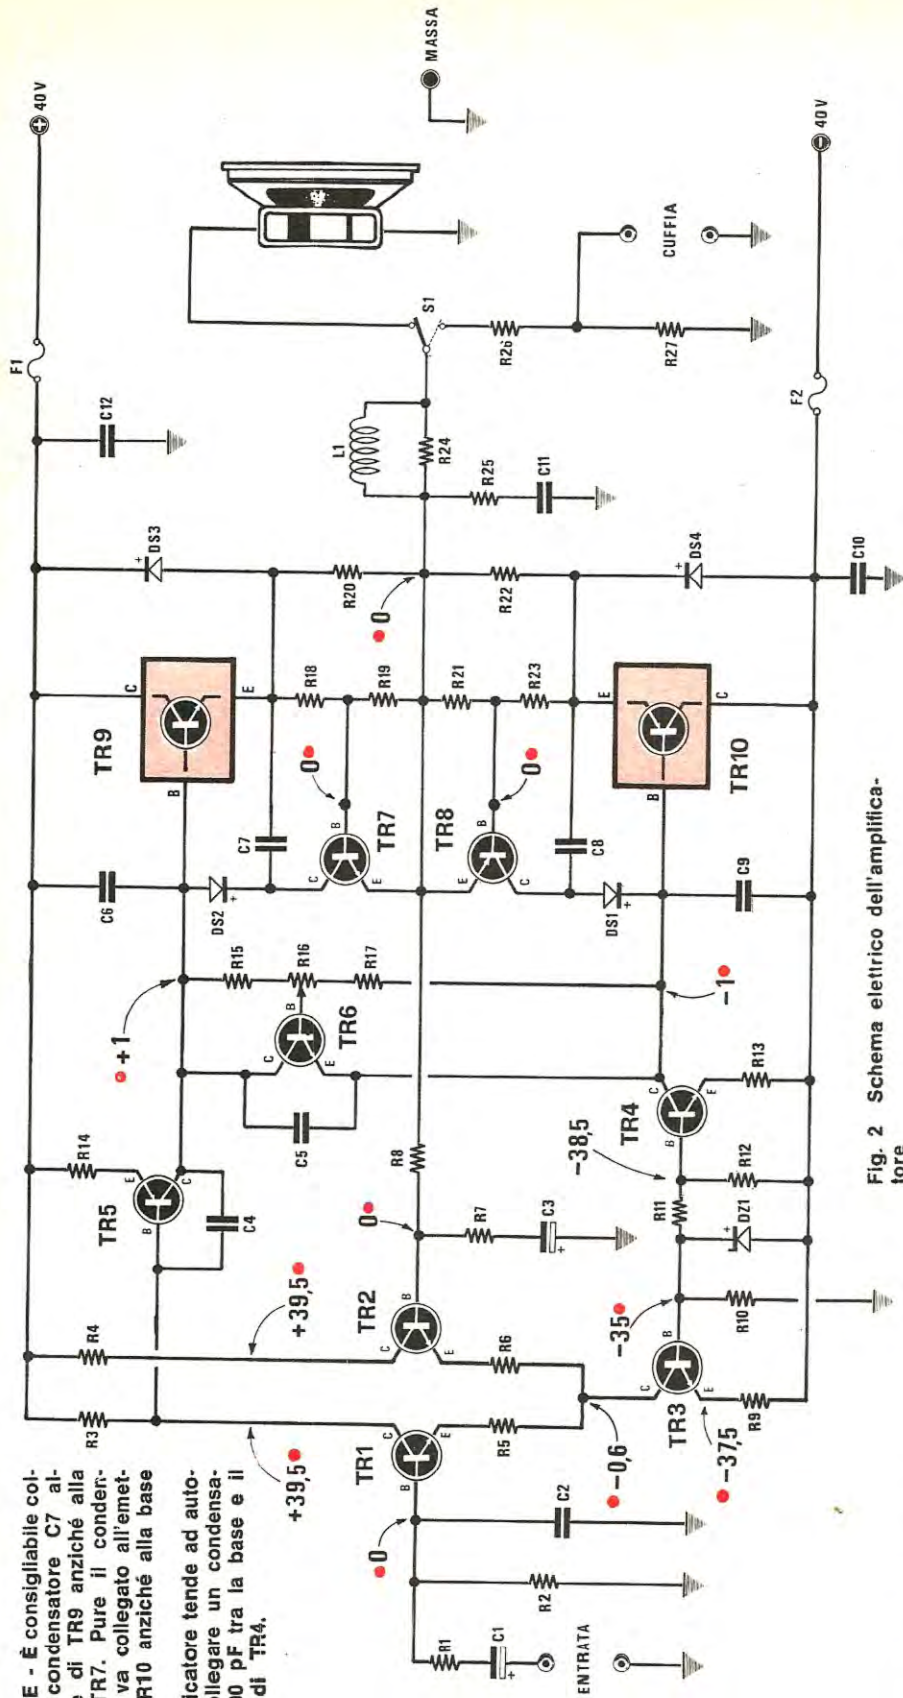 E - È consigliabile col-
condensatore C7 al-
e di TR9 anziché alla
TR7. Pure il conden-
va collegato all'emet-
R10 anziché alla base
icatore tende ad auto-
ollegare un condensa-
00 pF tra la base e il
di TR4.
F1
40 V
C12
MASSA
R3
R4
R14
TR5
B
E
C
C4
+1
C6
TR9
B
C
E
DS3
+
+39,5
+39,5
C5
TR6
C
B
E
R15
R16
R17
DS2
+
C7
0
R18
R19
R20
L1
R24
S1
0
TR1
B
C
E
TR2
C
B
E
0
R8
R7
C3
+
TR7
C
B
E
TR8
E
B
C
0
R21
R23
R22
0
R25
C11
R26
R27
CUFFIA
R1
C1
+
ENTRATA
R2
C2
R5
R6
-0,6
-35
TR3
C
B
E
-37,5
R9
R10
DZ1
+
R11
R12
-38,5
TR4
C
B
E
R13
-1
DS1
+
C8
C9
TR10
B
E
C
DS4
+
C10
F2
40V
Fig. 2 Schema elettrico dell'amplifica-
tore